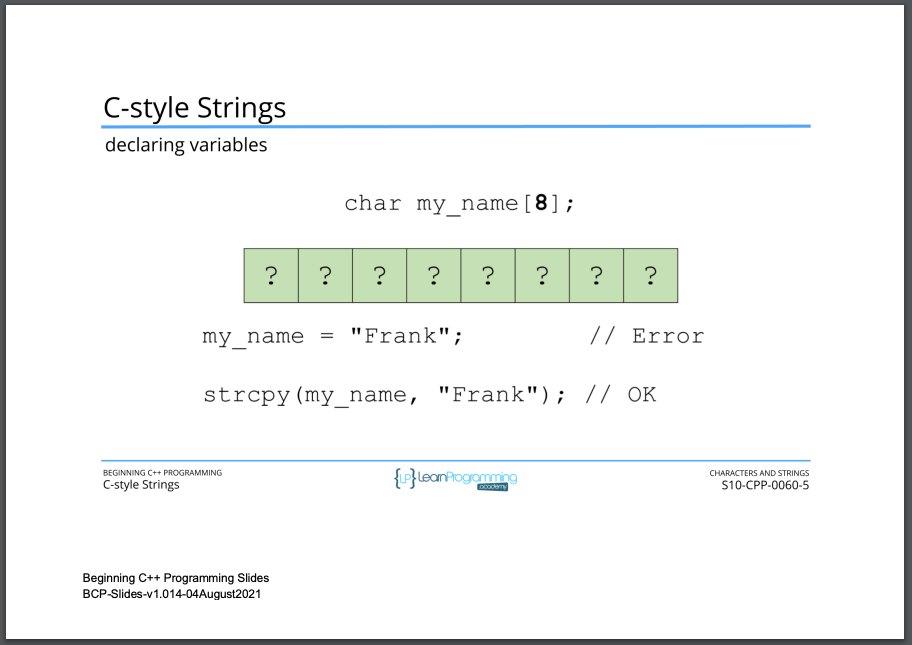 C-style Strings
declaring variables
char my_name[8];
? ? ? ? ? ? ? ?
my_name = "Frank"; // Error
strcpy(my_name, "Frank"); // OK
BEGINNING C++ PROGRAMMING
C-style Strings
{LP} LearnProgramming
academy
CHARACTERS AND STRINGS
S10-CPP-0060-5
Beginning C++ Programming Slides
BCP-Slides-v1.014-04August2021